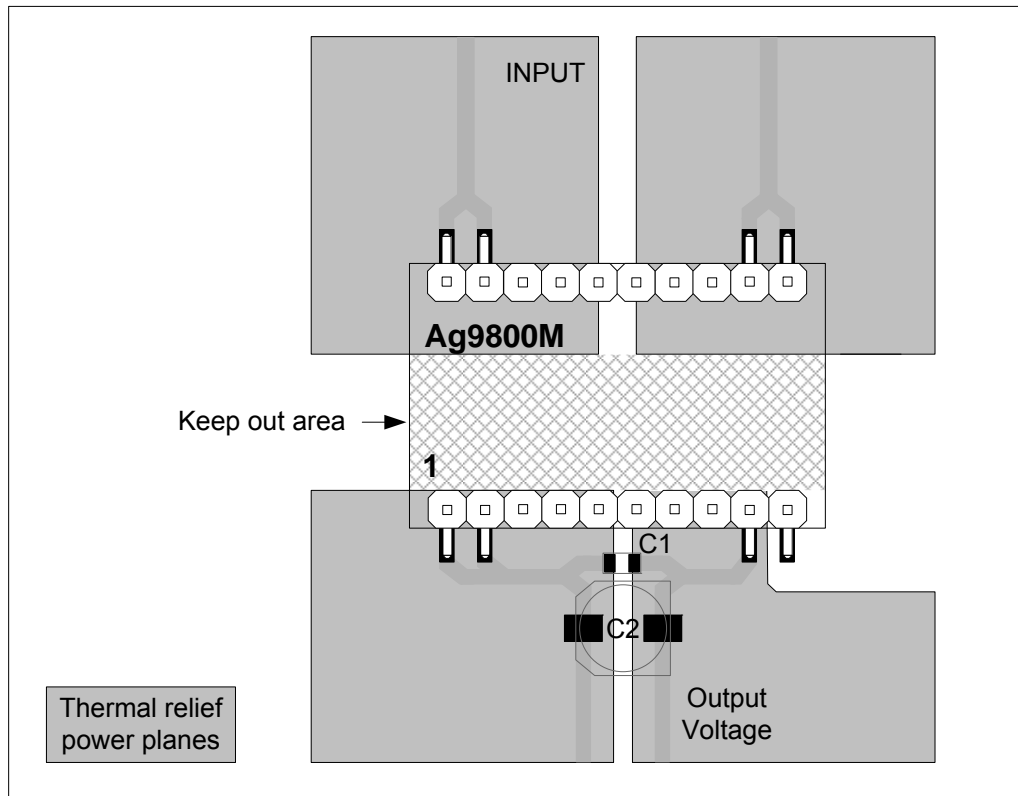 INPUT
Ag9800M
Keep out area
1
C1
C2
Output
Voltage
Thermal relief
power planes